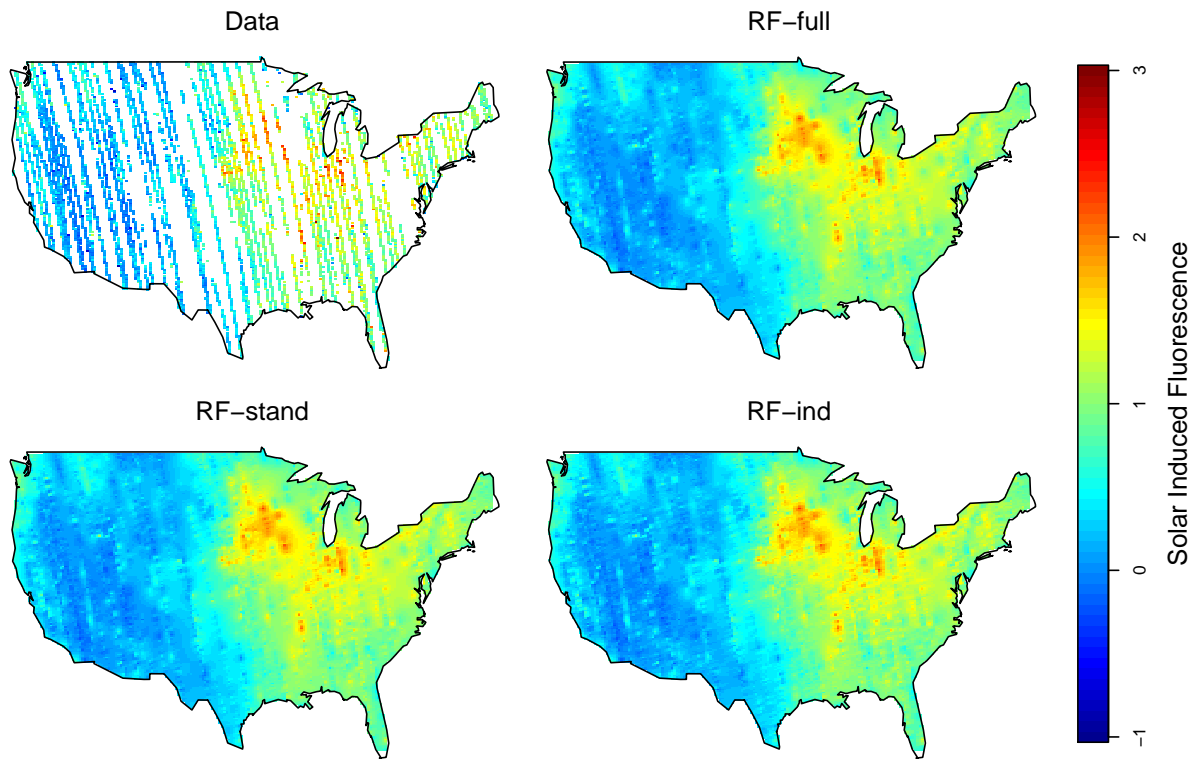 Data
RF−full
RF−stand
RF−ind
3
2
1
0
−1
Solar Induced Fluorescence